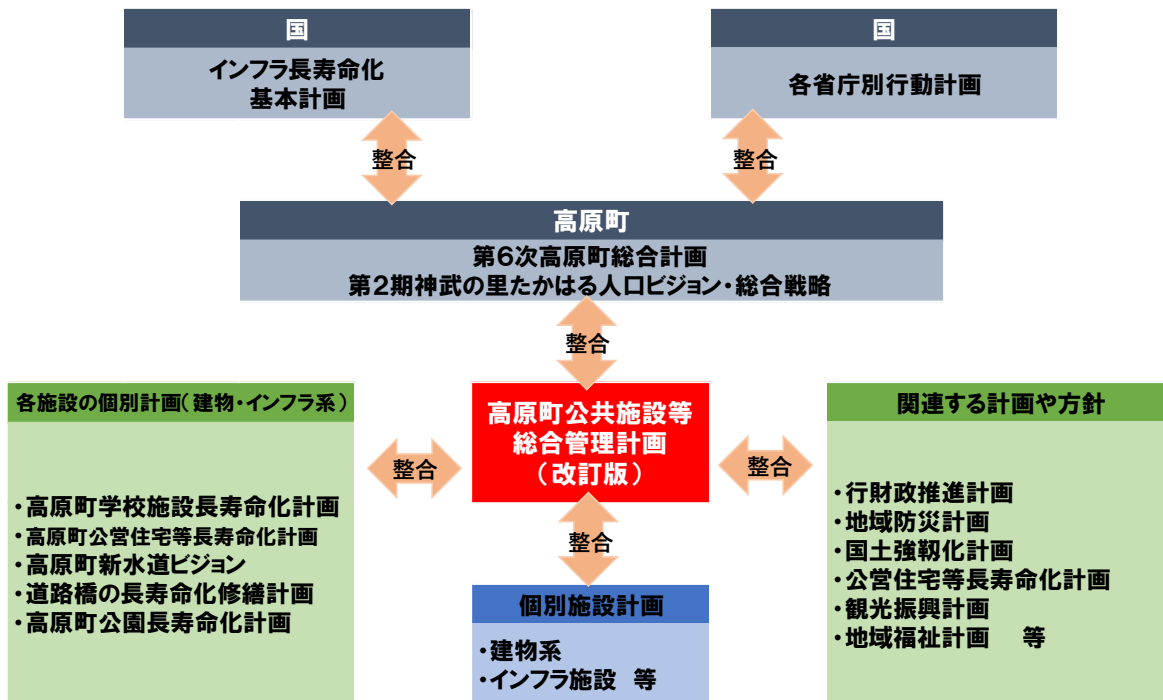 国
インフラ長寿命化
基本計画
国
各省庁別行動計画
整合
整合
高原町
第6次高原町総合計画
第2期神武の里たかはる人口ビジョン・総合戦略
整合
各施設の個別計画(建物・インフラ系)
・高原町学校施設長寿命化計画
・高原町公営住宅等長寿命化計画
・高原町新水道ビジョン
・道路橋の長寿命化修繕計画
・高原町公園長寿命化計画
整合
高原町公共施設等
総合管理計画
(改訂版)
整合
関連する計画や方針
・行財政推進計画
・地域防災計画
・国土強靱化計画
・公営住宅等長寿命化計画
・観光振興計画
・地域福祉計画 等
整合
個別施設計画
・建物系
・インフラ施設 等